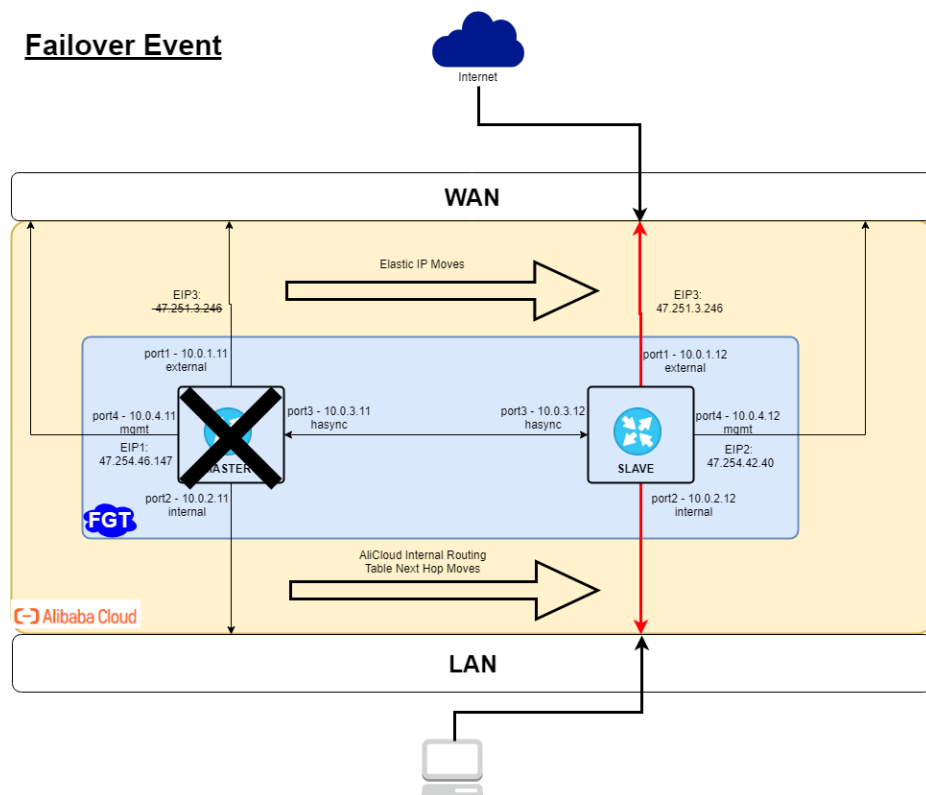 Failover Event
Internet
WAN
Elastic IP Moves
EIP3:
47.251.3.246
EIP3:
47.251.3.246
port1 - 10.0.1.11
external
port1 - 10.0.1.12
external
port4 - 10.0.4.11
mgmt
port3 - 10.0.3.11
hasync
port3 - 10.0.3.12
hasync
port4 - 10.0.4.12
mgmt
EIP1:
47.254.46.147
EIP2:
47.254.42.40
MASTER
SLAVE
port2 - 10.0.2.11
internal
port2 - 10.0.2.12
internal
FGT
AliCloud Internal Routing
Table Next Hop Moves
Alibaba Cloud
LAN